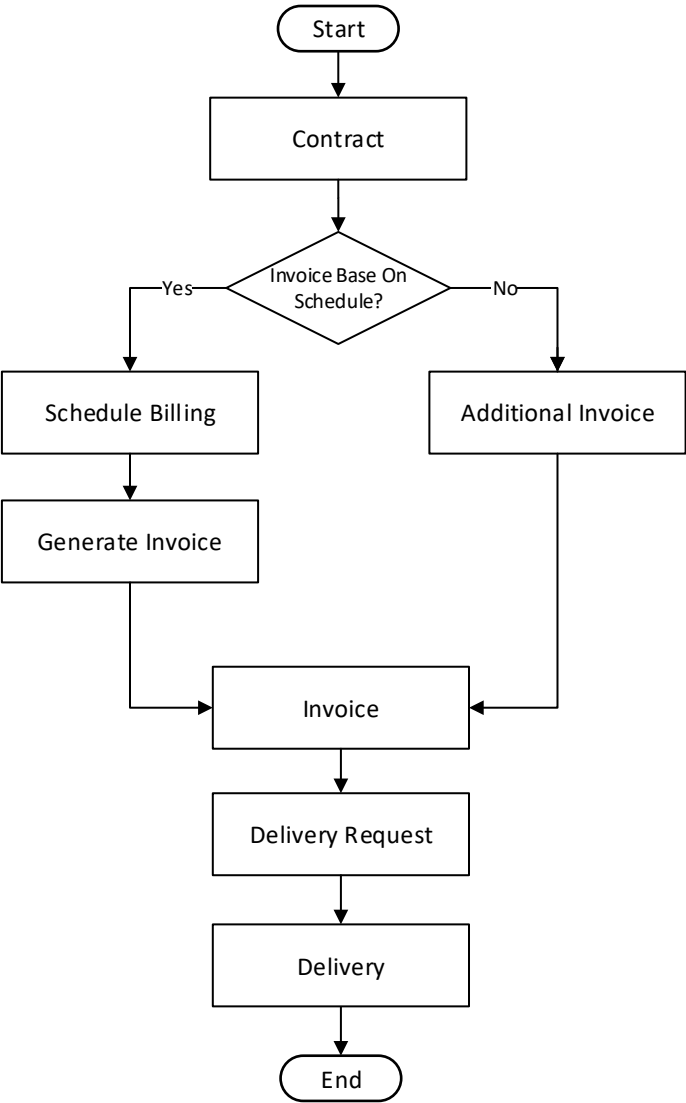 Start
Contract
Invoice Base On
Schedule?
Yes
No
Schedule Billing
Additional Invoice
Generate Invoice
Invoice
Delivery Request
Delivery
End